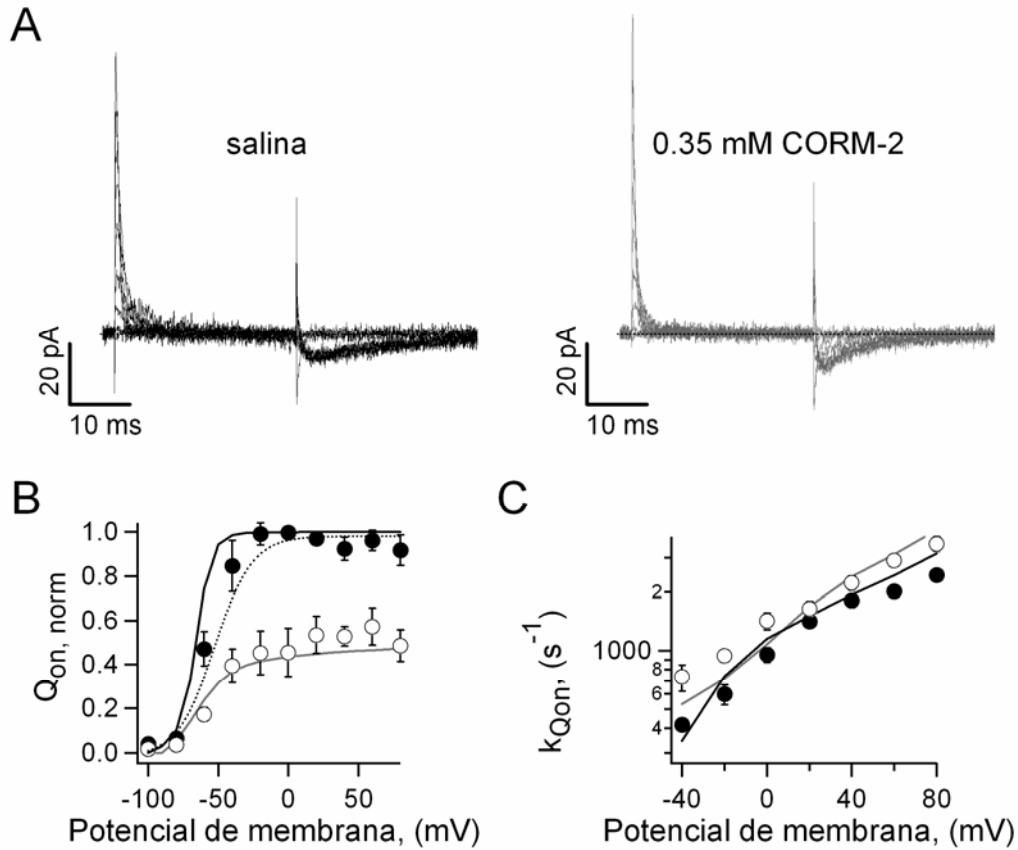 A
salina
0.35 mM CORM-2
20 pA
10 ms
20 pA
10 ms
B
Qon, norm
1.0
0.8
0.6
0.4
0.2
0.0
-100
-50
0
50
Potencial de membrana, (mV)
C
kQon, (s-1)
2
1000
8
6
4
-40
0
40
80
Potencial de membrana, (mV)